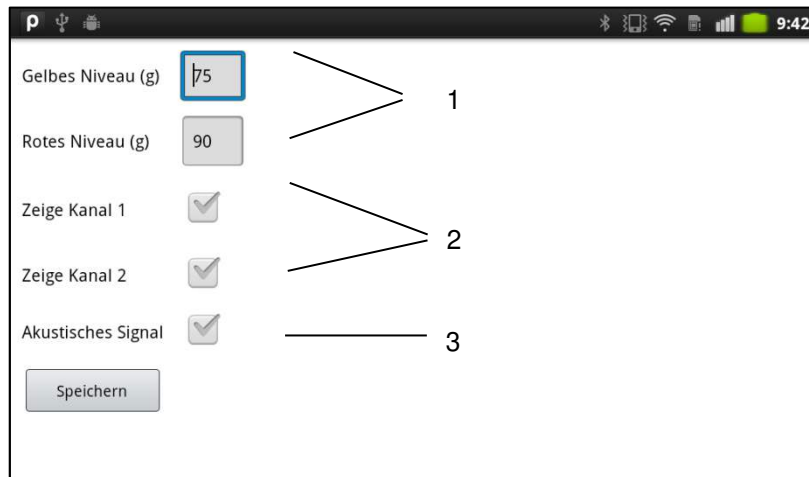 9:42
Gelbes Niveau (g) 75
1
Rotes Niveau (g) 90
Zeige Kanal 1
2
Zeige Kanal 2
Akustisches Signal
3
Speichern